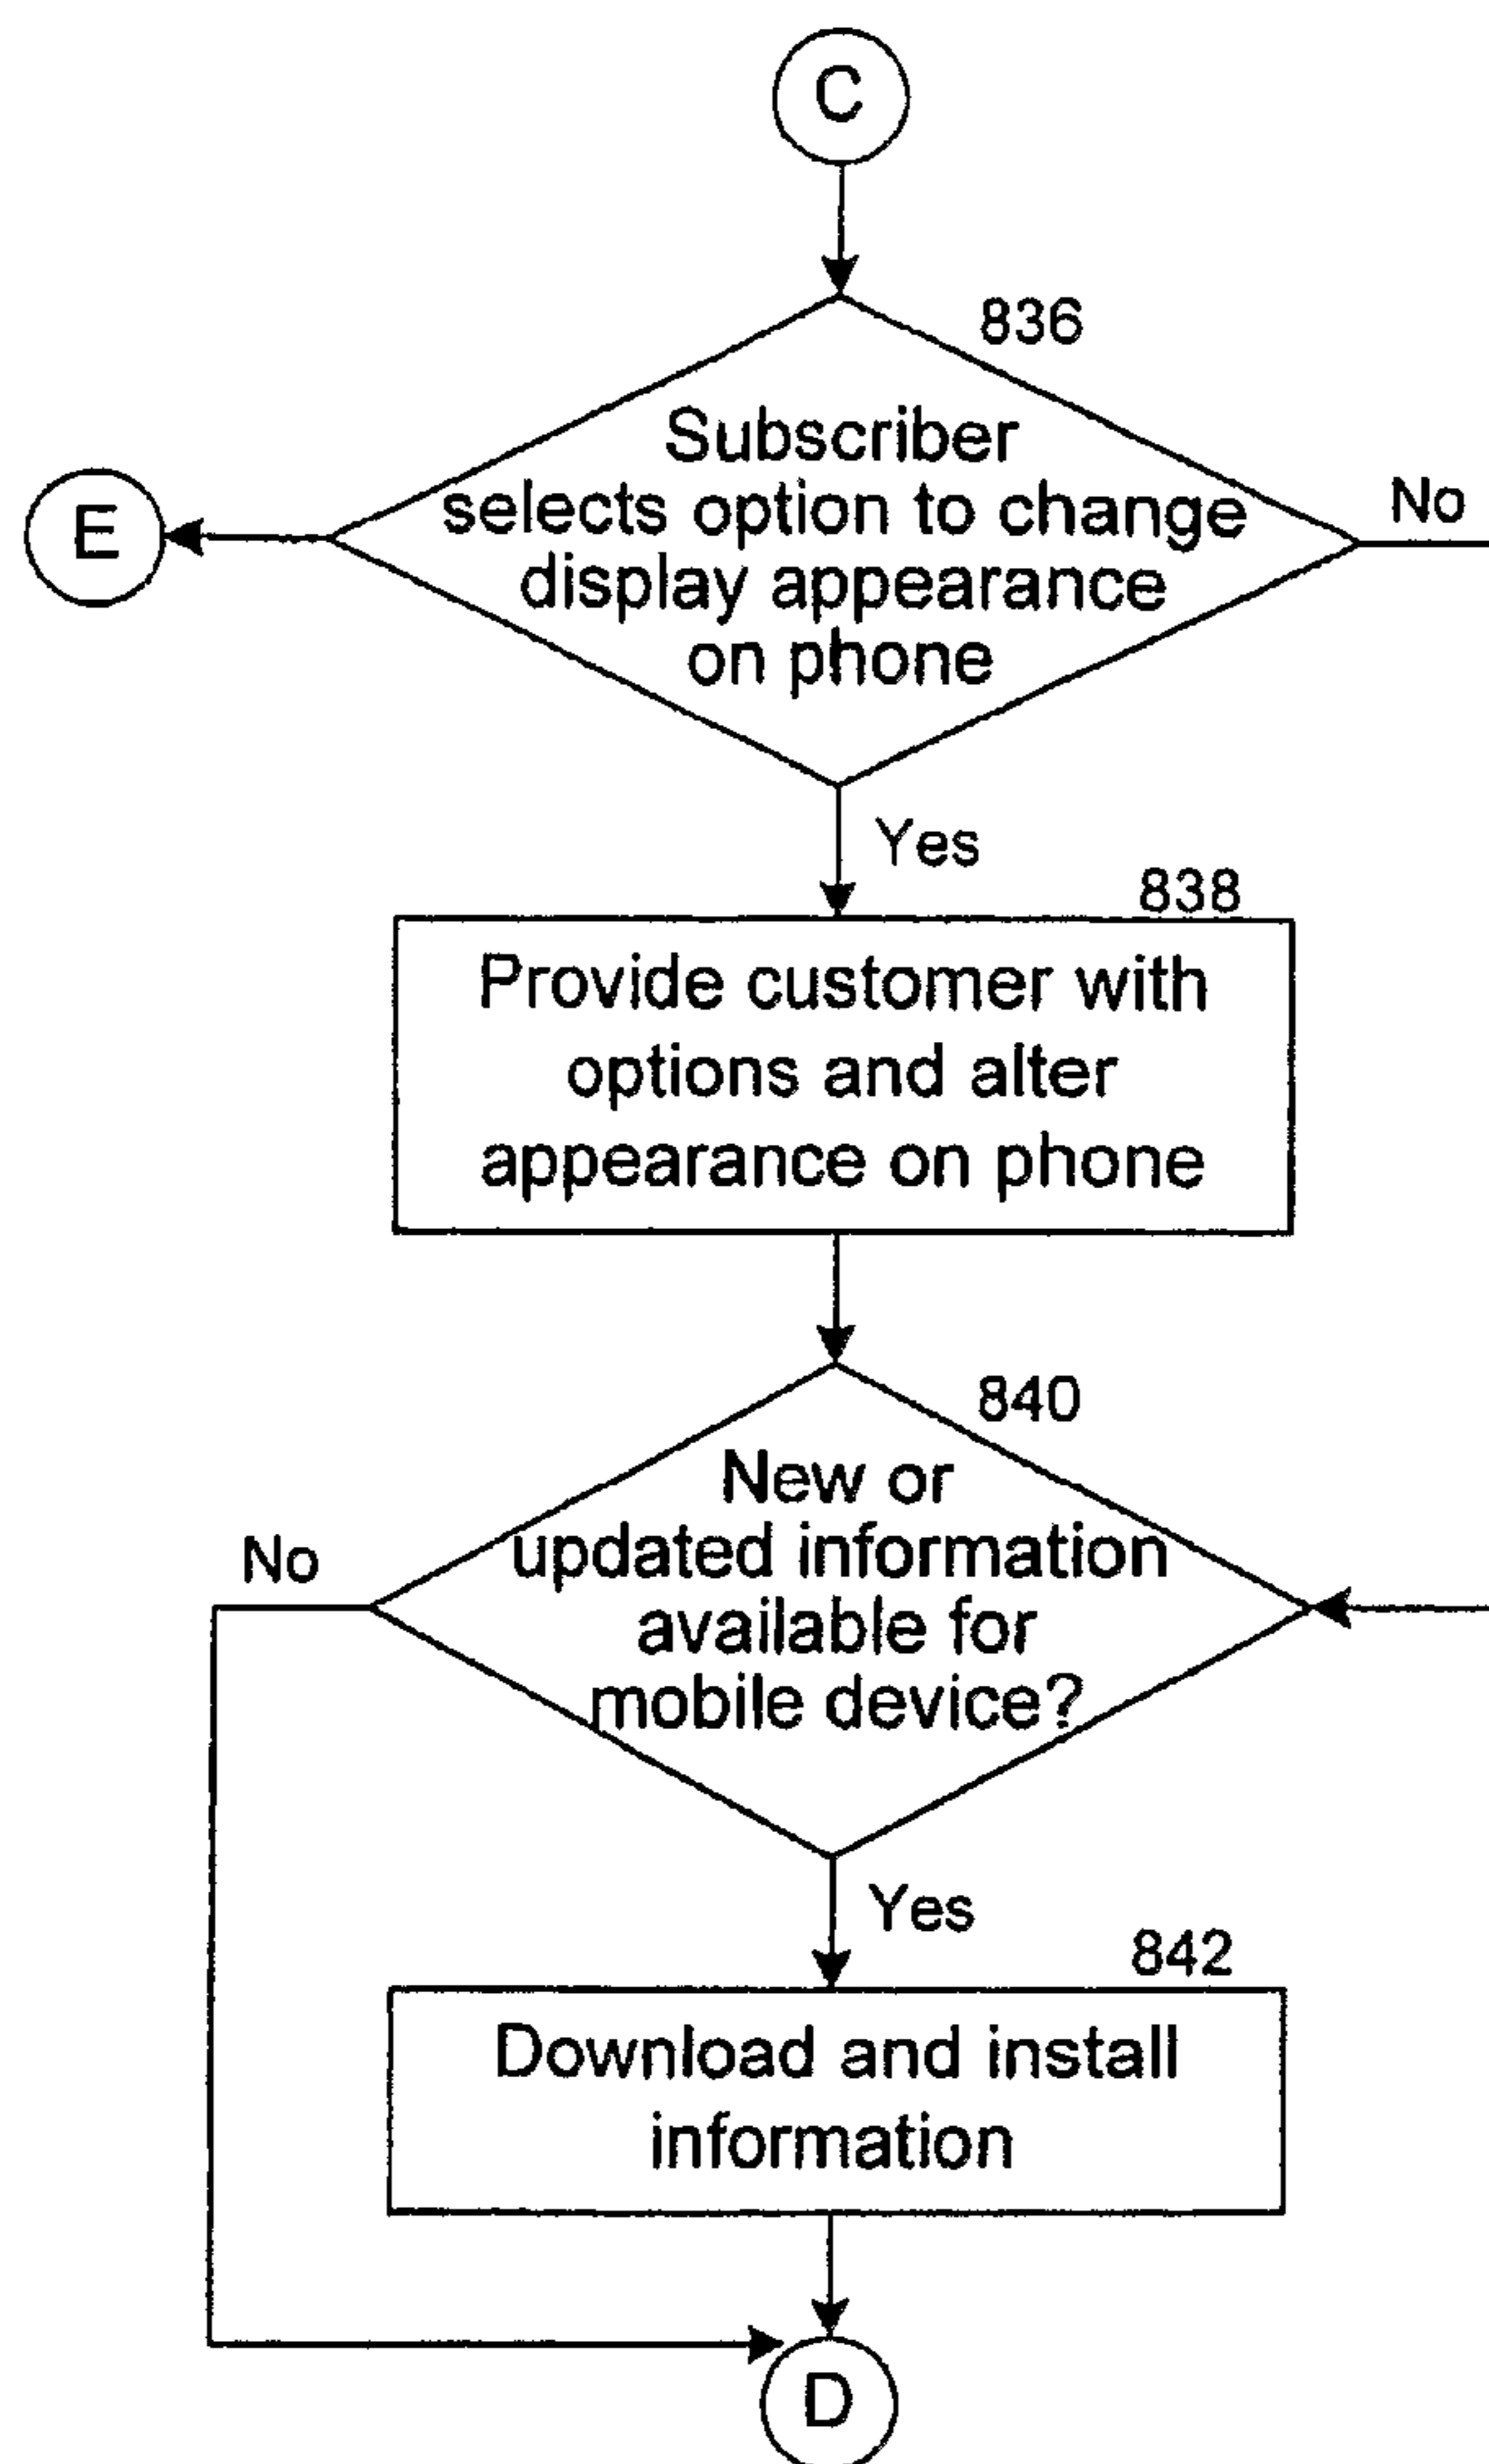 C
836
Subscriber
selects option to change
display appearance
on phone
E
No
Yes
838
Provide customer with
options and alter
appearance on phone
840
New or
updated information
available for
mobile device?
No
Yes
842
Download and install
information
D